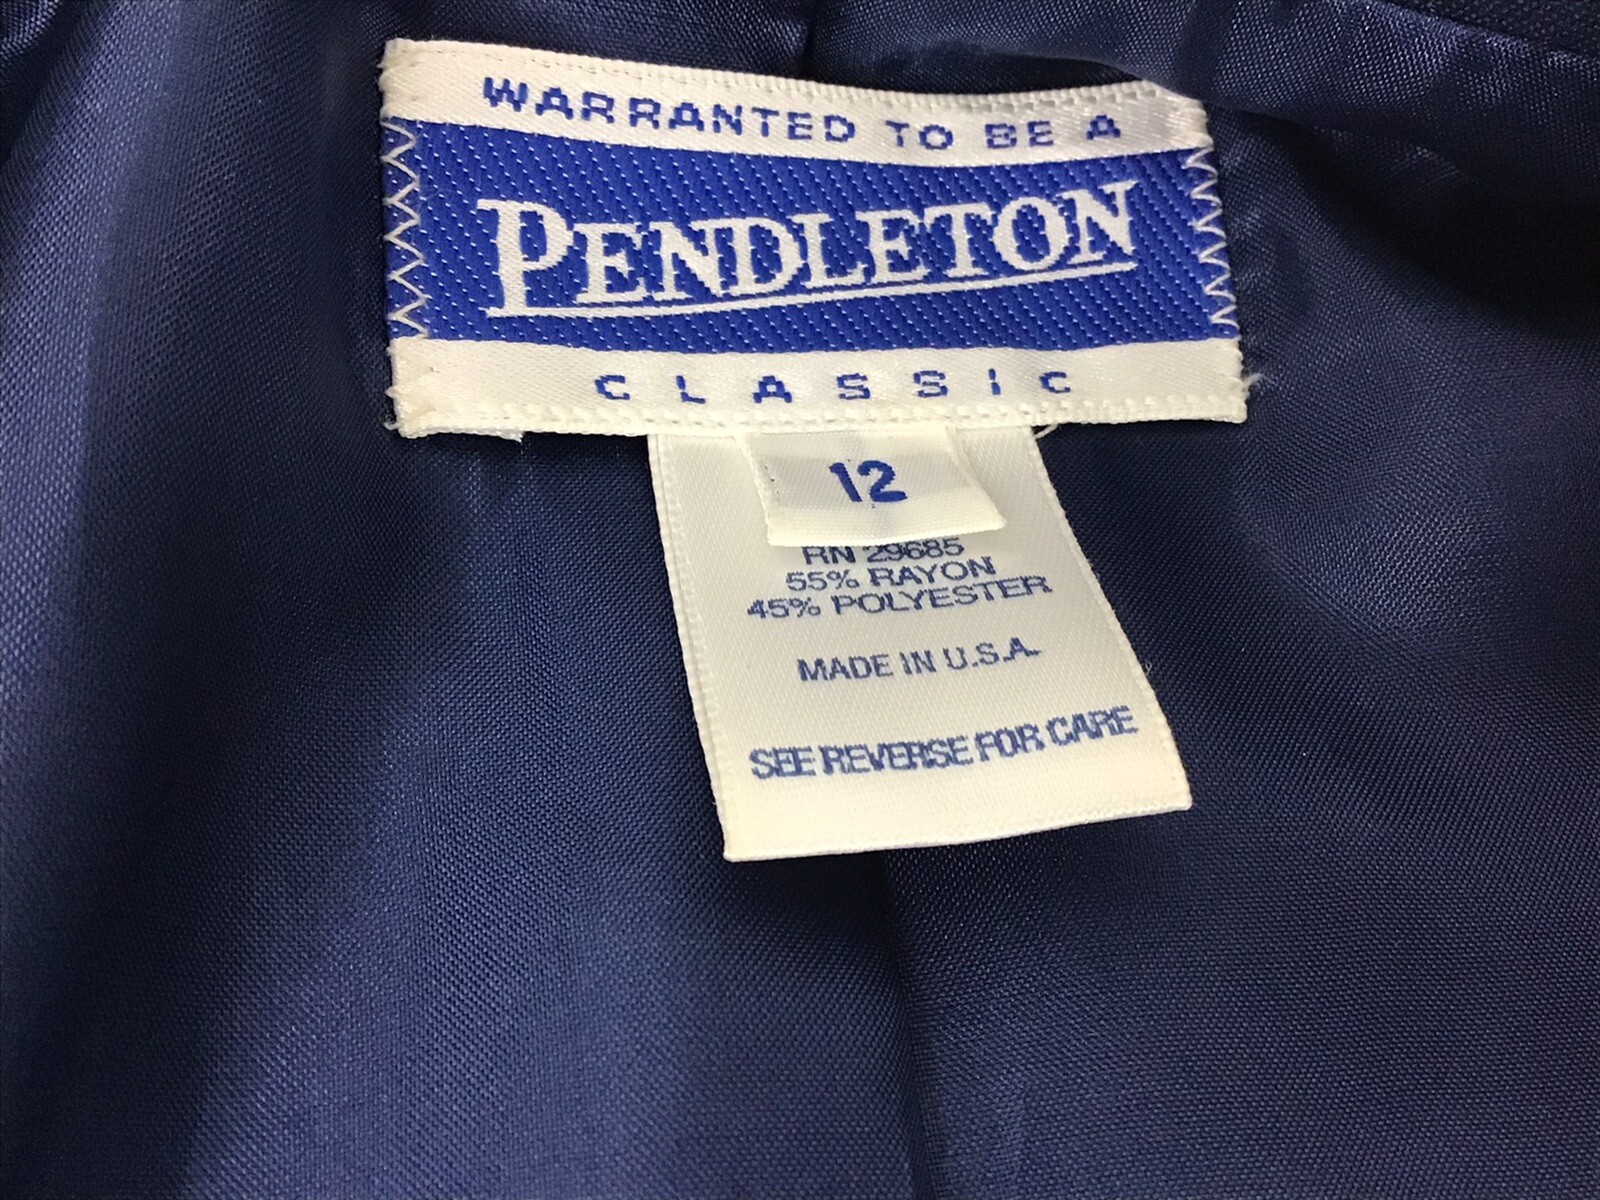 WARRANTED TO BE A
PENDLETON
CLASSIC
12
RN 29685
55% RAYON
45% POLYESTER
MADE IN U.S.A.
SEE REVERSE FOR CARE